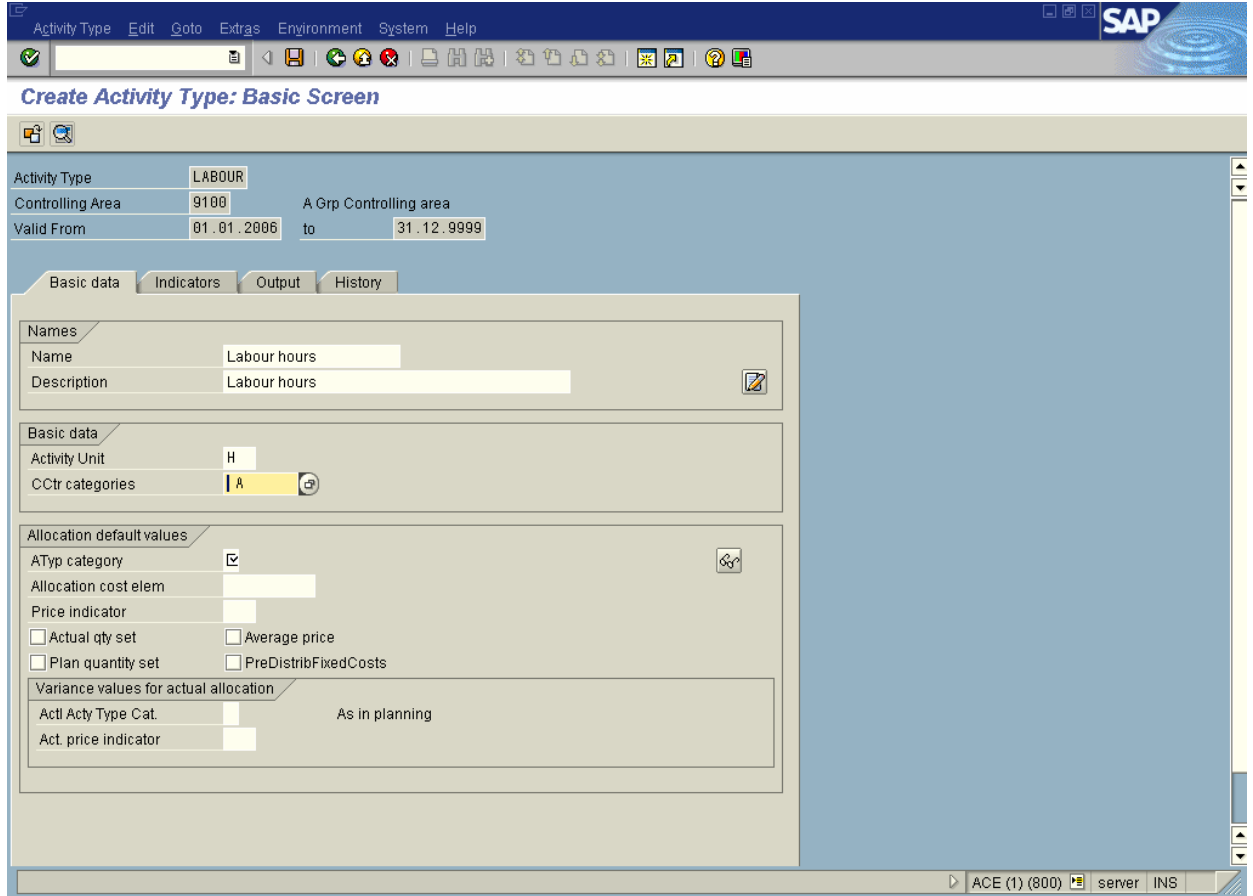 Activity Type Edit Goto Extras Environment System Help
SAP
Create Activity Type: Basic Screen
Activity Type LABOUR
Controlling Area 9100 A Grp Controlling area
Valid From 01.01.2006 to 31.12.9999
Basic data Indicators Output History
Names
Name Labour hours
Description Labour hours
Basic data
Activity Unit H
CCtr categories A
Allocation default values
ATyp category
Allocation cost elem
Price indicator
Actual qty set Average price
Plan quantity set PreDistribFixedCosts
Variance values for actual allocation
Actl Acty Type Cat. As in planning
Act. price indicator
ACE (1) (800) server INS